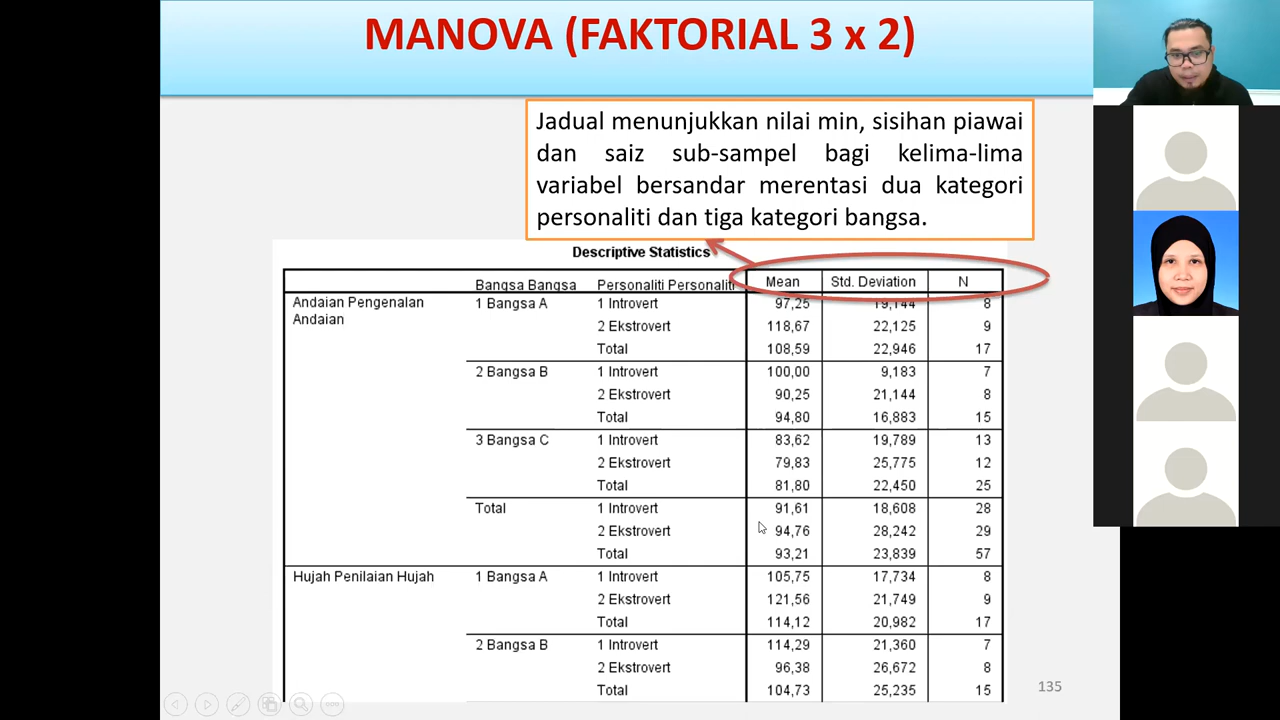 MANOVA (FAKTORIAL 3 x 2)
Jadual menunjukkan nilai min, sisihan piawai
dan saiz sub-sampel bagi kelima-lima
variabel bersandar merentasi dua kategori
personaliti dan tiga kategori bangsa.
Descriptive Statistics
Bangsa Bangsa Personaliti Personaliti Mean Std. Deviation N
Andaian Pengenalan Andaian 1 Bangsa A 1 Introvert 97,25 19,144 8
2 Ekstrovert 118,67 22,125 9
Total 108,59 22,946 17
2 Bangsa B 1 Introvert 100,00 9,183 7
2 Ekstrovert 90,25 21,144 8
Total 94,80 16,883 15
3 Bangsa C 1 Introvert 83,62 19,789 13
2 Ekstrovert 79,83 25,775 12
Total 81,80 22,450 25
Total 1 Introvert 91,61 18,608 28
2 Ekstrovert 94,76 28,242 29
Total 93,21 23,839 57
Hujah Penilaian Hujah 1 Bangsa A 1 Introvert 105,75 17,734 8
2 Ekstrovert 121,56 21,749 9
Total 114,12 20,982 17
2 Bangsa B 1 Introvert 114,29 21,360 7
2 Ekstrovert 96,38 26,672 8
Total 104,73 25,235 15
135